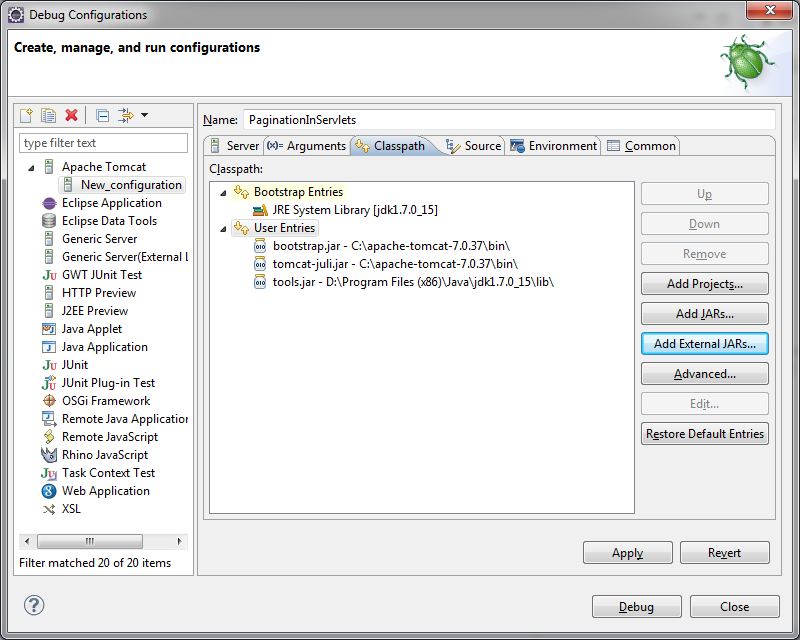 Debug Configurations
Create, manage, and run configurations
type filter text
Apache Tomcat
New_configuration
Eclipse Application
Eclipse Data Tools
Generic Server
Generic Server(External L
GWT JUnit Test
HTTP Preview
J2EE Preview
Java Applet
Java Application
JUnit
JUnit Plug-in Test
OSGi Framework
Remote Java Application
Remote JavaScript
Rhino JavaScript
Task Context Test
Web Application
XSL
Filter matched 20 of 20 items
Name: PaginationInServlets
Server (x)= Arguments Classpath Source Environment Common
Classpath:
Bootstrap Entries
JRE System Library [jdk1.7.0_15]
User Entries
bootstrap.jar - C:\apache-tomcat-7.0.37\bin\
tomcat-juli.jar - C:\apache-tomcat-7.0.37\bin\
tools.jar - D:\Program Files (x86)\Java\jdk1.7.0_15\lib\
Up
Down
Remove
Add Projects...
Add JARs...
Add External JARs...
Advanced...
Edit...
Restore Default Entries
Apply Revert
Debug Close